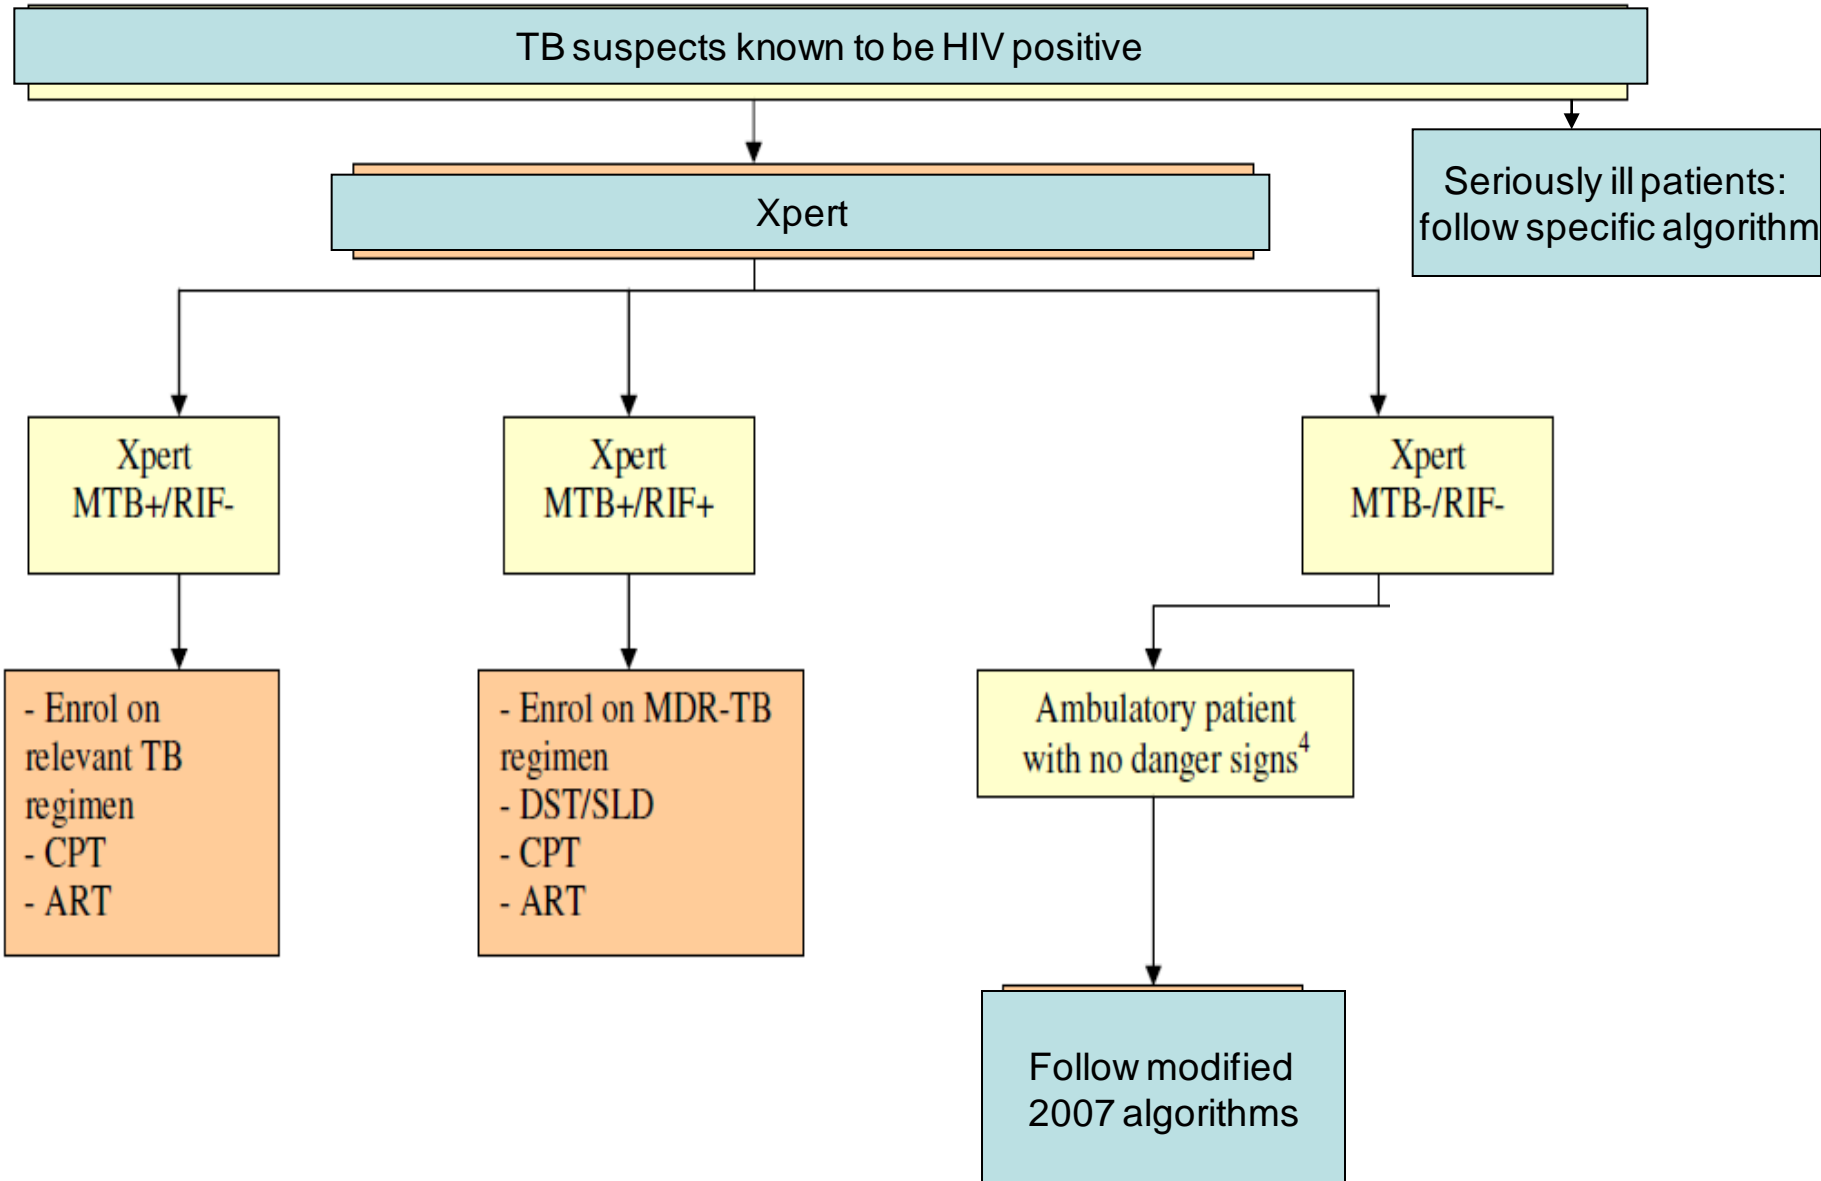 TB suspects known to be HIV positive
Seriously ill patients:
follow specific algorithm
Xpert
Xpert
MTB+/RIF-
Xpert
MTB+/RIF+
Xpert
MTB-/RIF-
- Enrol on
relevant TB
regimen
- CPT
- ART
- Enrol on MDR-TB
regimen
- DST/SLD
- CPT
- ART
Ambulatory patient
with no danger signs⁴
Follow modified
2007 algorithms